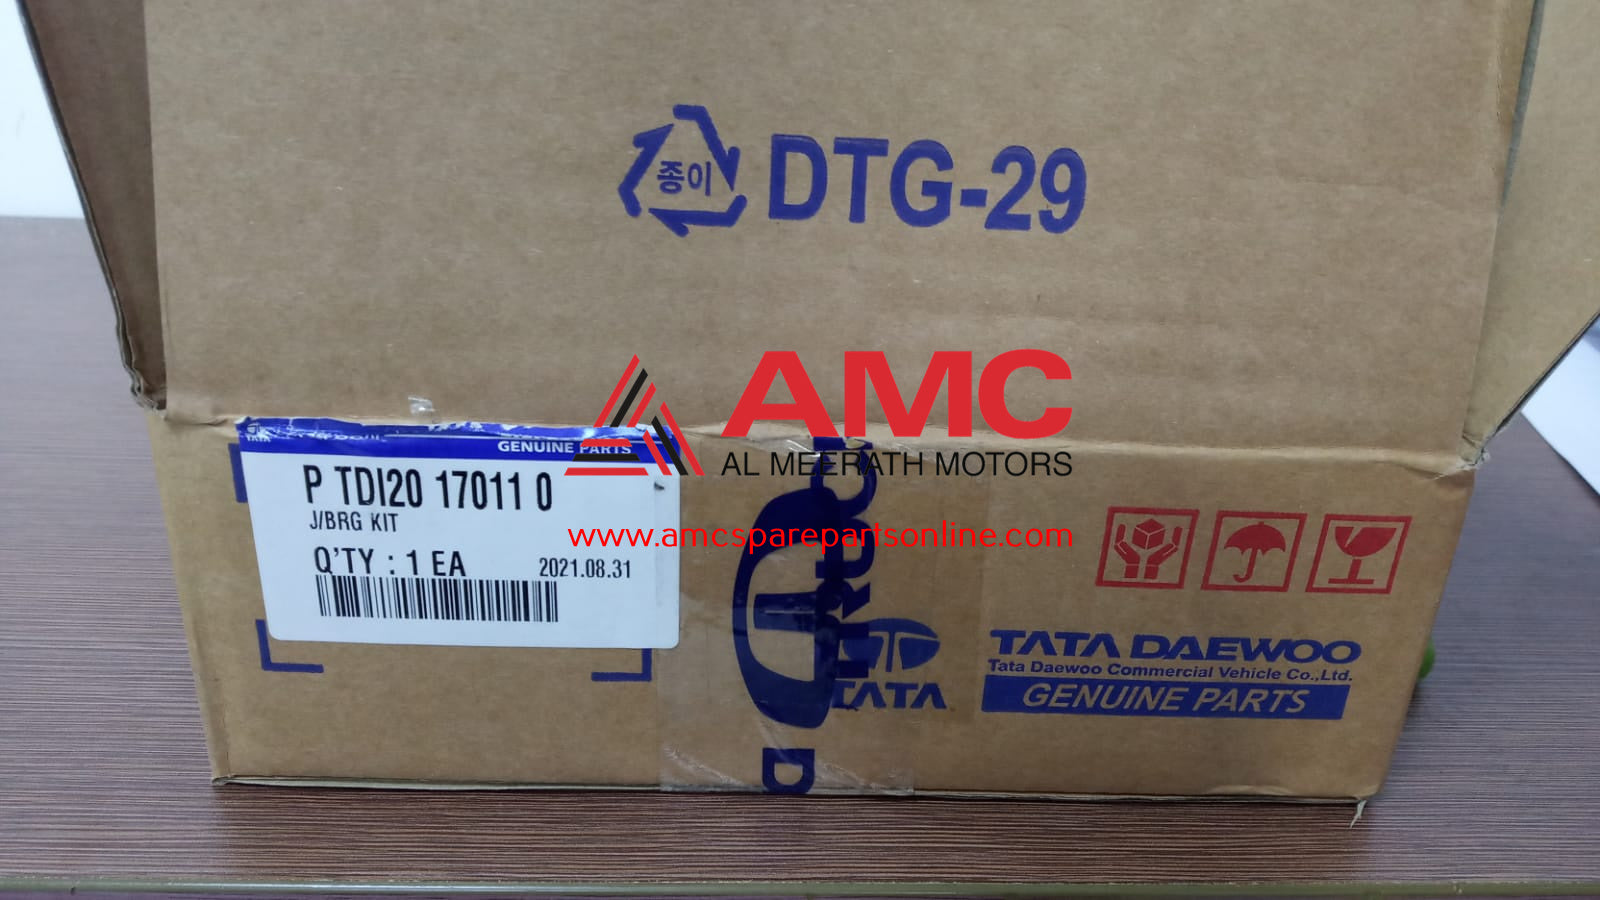 종이 DTG-29
AMC
AL MEERATH MOTORS
www.amcsparepartsonline.com
TATA
GENUINE PARTS
P TDI20 17011 0
J/BRG KIT
Q'TY : 1 EA
2021.08.31
TATA
TATA DAEWOO
Tata Daewoo Commercial Vehicle Co.,Ltd.
GENUINE PARTS